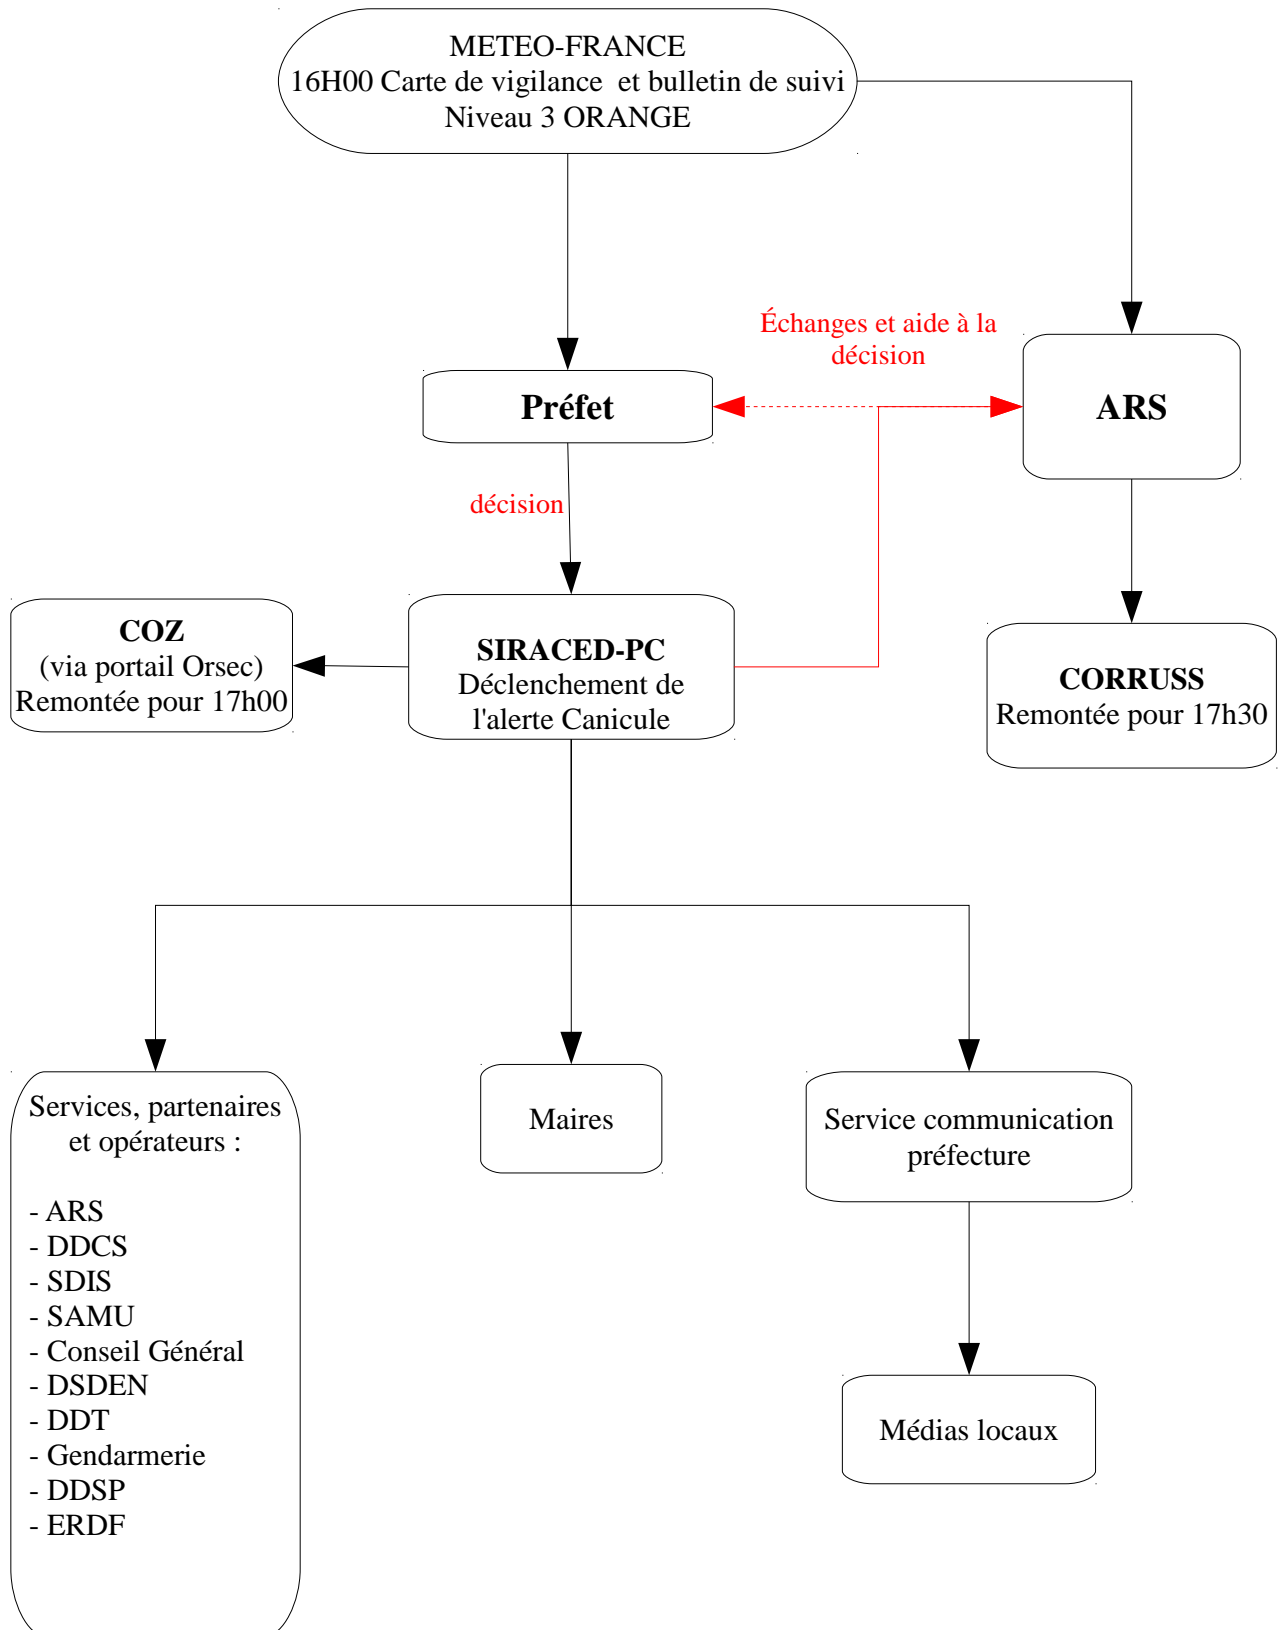 METEO-FRANCE
16H00 Carte de vigilance et bulletin de suivi
Niveau 3 ORANGE
Échanges et aide à la
décision
Préfet
ARS
décision
COZ
(via portail Orsec)
Remontée pour 17h00
SIRACED-PC
Déclenchement de
l'alerte Canicule
CORRUSS
Remontée pour 17h30
Services, partenaires
et opérateurs :
- ARS
- DDCS
- SDIS
- SAMU
- Conseil Général
- DSDEN
- DDT
- Gendarmerie
- DDSP
- ERDF
Maires
Service communication
préfecture
Médias locaux